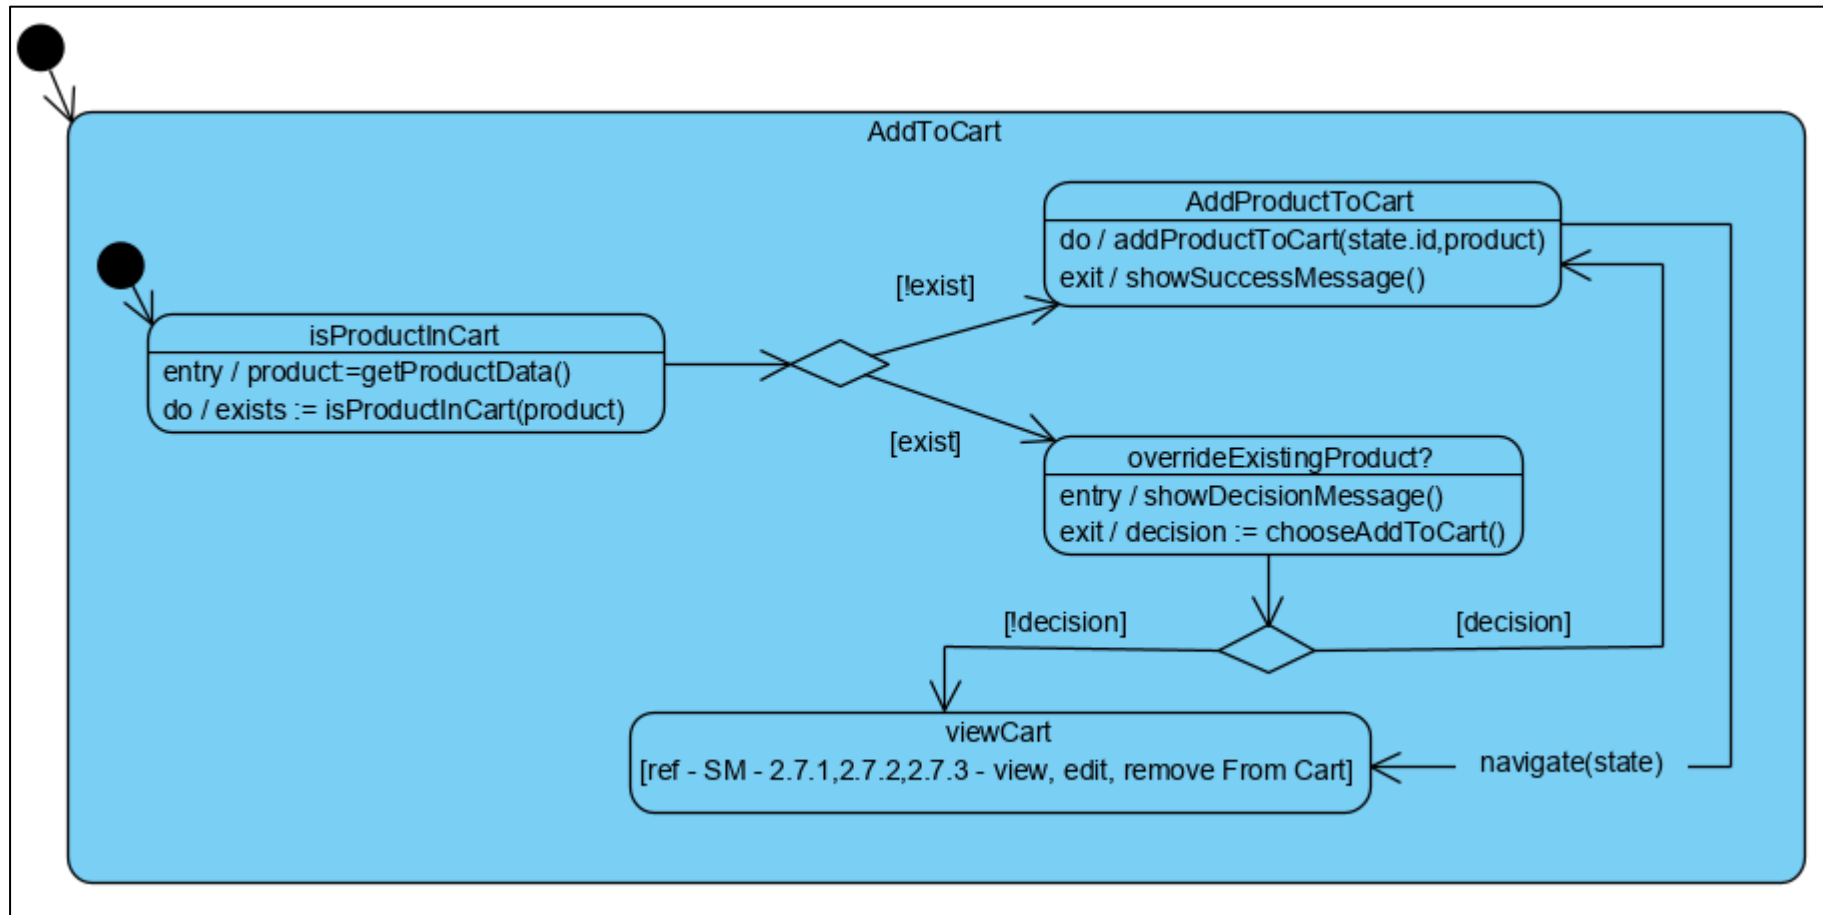 AddToCart
AddProductToCart
do / addProductToCart(state.id,product)
exit / showSuccessMessage()
[!exist]
isProductInCart
entry / product:=getProductData()
do / exists := isProductInCart(product)
[exist]
overrideExistingProduct?
entry / showDecisionMessage()
exit / decision := chooseAddToCart()
[!decision]
[decision]
viewCart
[ref - SM - 2.7.1,2.7.2,2.7.3 - view, edit, remove From Cart]
navigate(state)